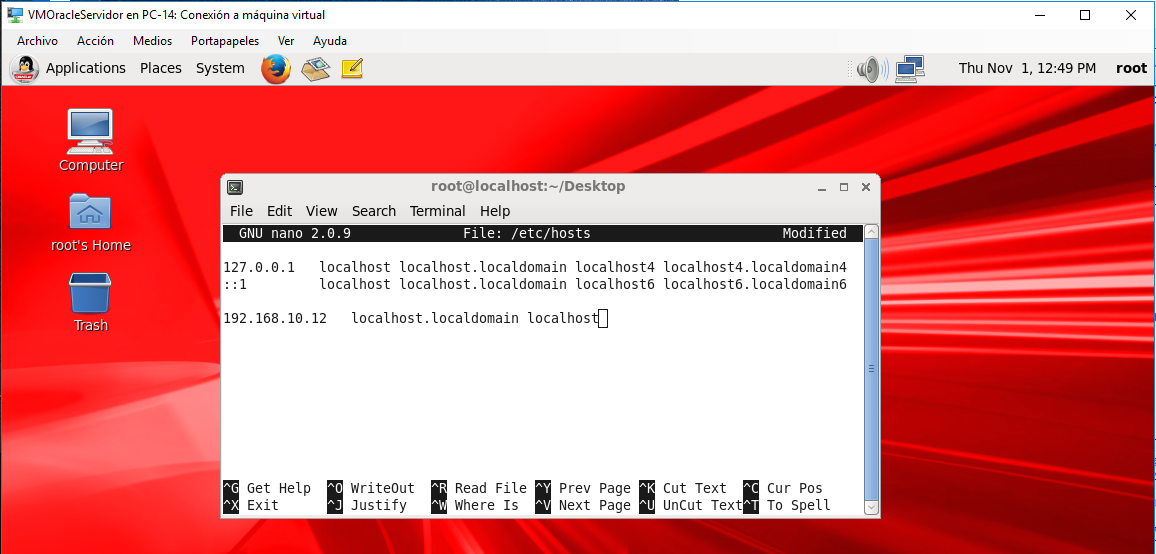 VMOracleServidor en PC-14: Conexión a máquina virtual
Archivo Acción Medios Portapapeles Ver Ayuda
Applications Places System Thu Nov 1, 12:49 PM root
Computer
root's Home
Trash
root@localhost:~/Desktop
File Edit View Search Terminal Help
GNU nano 2.0.9 File: /etc/hosts Modified
127.0.0.1 localhost localhost.localdomain localhost4 localhost4.localdomain4
::1 localhost localhost.localdomain localhost6 localhost6.localdomain6
192.168.10.12 localhost.localdomain localhost
^G Get Help ^O WriteOut ^R Read File ^Y Prev Page ^K Cut Text ^C Cur Pos
^X Exit ^J Justify ^W Where Is ^V Next Page ^U UnCut Text ^T To Spell